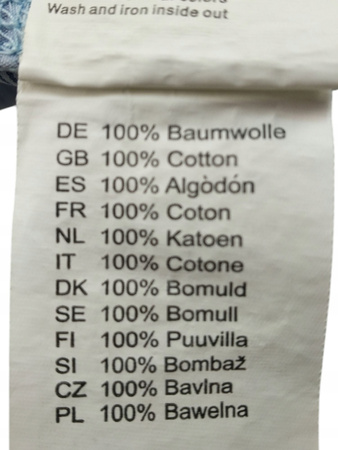 Wash and iron inside out
DE 100% Baumwolle
GB 100% Cotton
ES 100% Algòdón
FR 100% Coton
NL 100% Katoen
IT 100% Cotone
DK 100% Bomuld
SE 100% Bomull
FI 100% Puuvilla
SI 100% Bombaž
CZ 100% Bavlna
PL 100% Bawelna